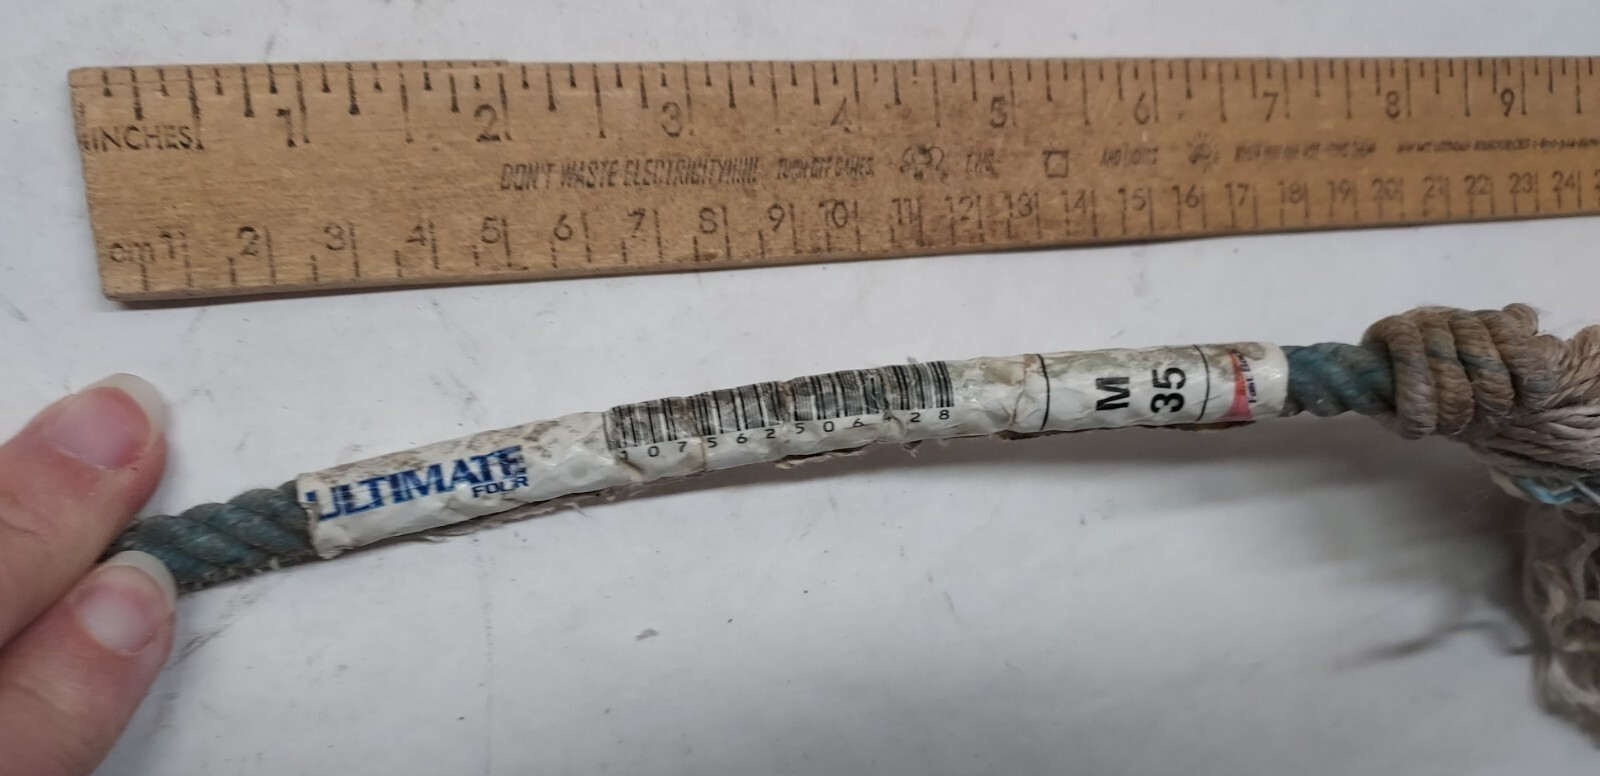 1 2 3 4 5 6 7 8 9
INCHES
DON'T WASTE ELECTRICITY!!!!!
cm 1 2 3 4 5 6 7 8 9 10 11 12 13 14 15 16 17 18 19 20 21 22 23 24
ULTIMATE
FOUR
107562506428
M
35